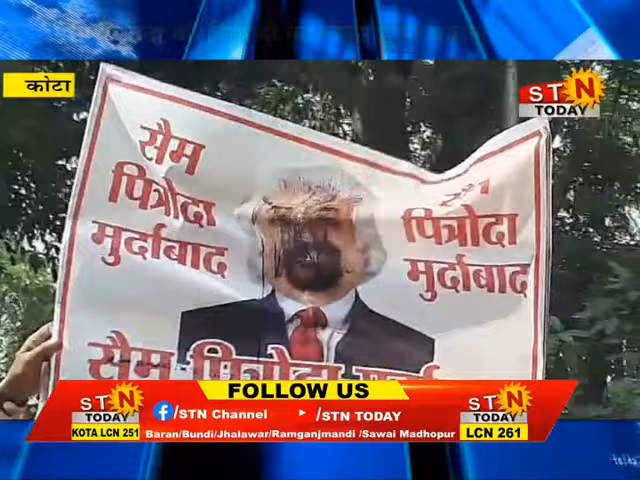 कोटा
STN
TODAY
सैम
पित्रोदा
मुर्दाबाद
पित्रोदा
मुर्दाबाद
सैम पित्रोदा
FOLLOW US
STN
TODAY
KOTA LCN 251
/STN Channel
/STN TODAY
Baran/Bundi/Jhalawar/Ramganjmandi /Sawai Madhopur
STN
TODAY
LCN 261